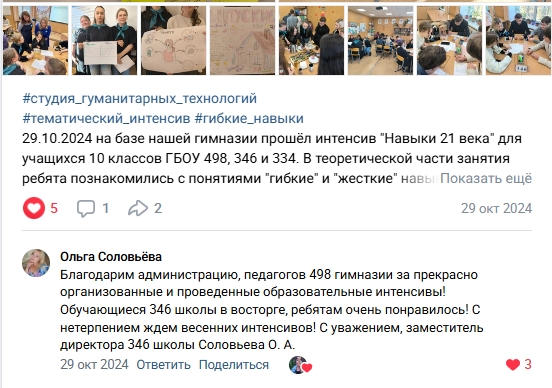 #студия_гуманитарных_технологий
#тематический_интенсив #гибкие_навыки
29.10.2024 на базе нашей гимназии прошёл интенсив "Навыки 21 века" для
учащихся 10 классов ГБОУ 498, 346 и 334. В теоретической части занятия
ребята познакомились с понятиями "гибкие" и "жесткие" Показать ещё
5 1 2 29 окт 2024
Ольга Соловьёва
Благодарим администрацию, педагогов 498 гимназии за прекрасно
организованные и проведенные образовательные интенсивы!
Обучающиеся 346 школы в восторге, ребятам очень понравилось! С
нетерпением ждем весенних интенсивов! С уважением, заместитель
директора 346 школы Соловьева О. А.
29 окт 2024 Ответить Поделиться 3